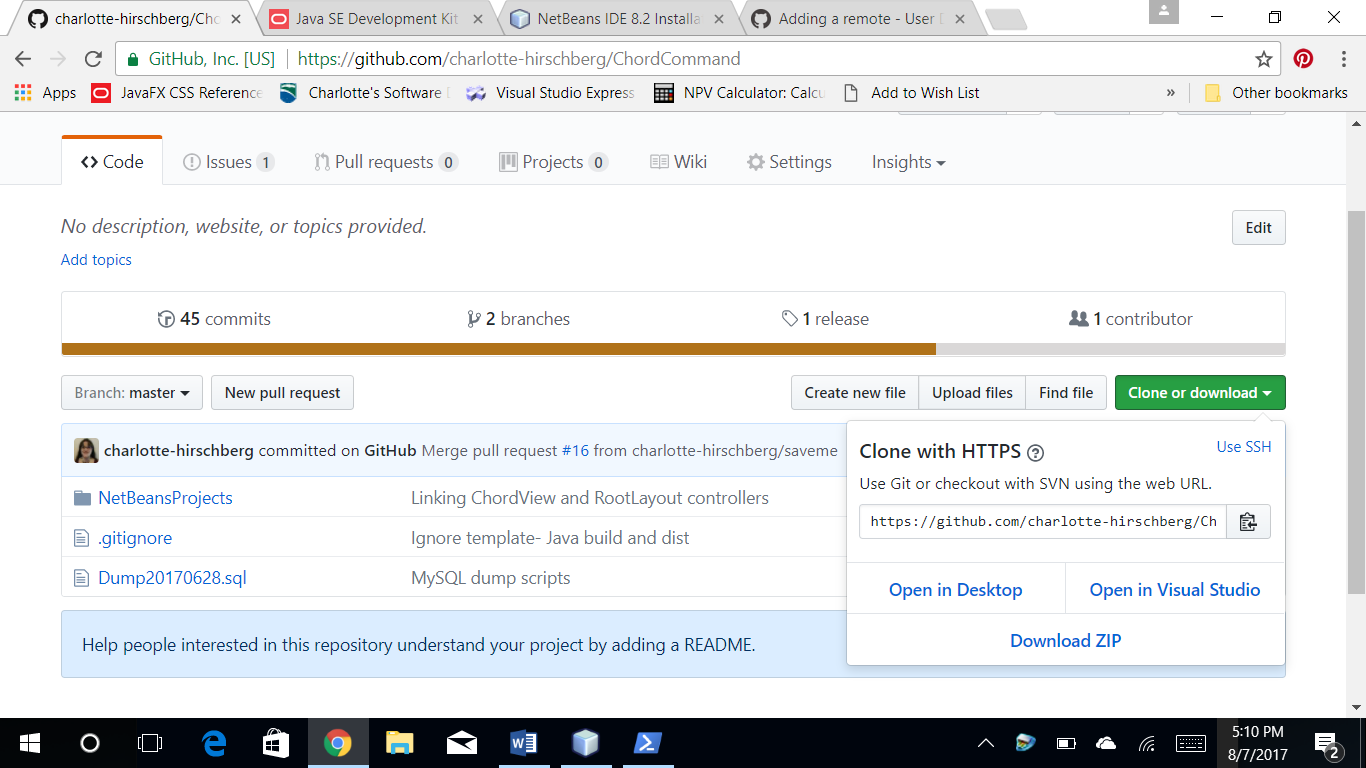 charlotte-hirschberg/Cho
Java SE Development Kit
NetBeans IDE 8.2 Installa
Adding a remote - User D
GitHub, Inc. [US] https://github.com/charlotte-hirschberg/ChordCommand
Apps JavaFX CSS Reference Charlotte's Software Visual Studio Express NPV Calculator: Calcu Add to Wish List » Other bookmarks
<> Code Issues 1 Pull requests 0 Projects 0 Wiki Settings Insights
No description, website, or topics provided.
Edit
Add topics
45 commits 2 branches 1 release 1 contributor
Branch: master New pull request Create new file Upload files Find file Clone or download
charlotte-hirschberg committed on GitHub Merge pull request #16 from charlotte-hirschberg/saveme
NetBeansProjects Linking ChordView and RootLayout controllers
.gitignore Ignore template- Java build and dist
Dump20170628.sql MySQL dump scripts
Help people interested in this repository understand your project by adding a README.
Clone with HTTPS ? Use SSH
Use Git or checkout with SVN using the web URL.
https://github.com/charlotte-hirschberg/Ch
Open in Desktop Open in Visual Studio
Download ZIP
5:10 PM
8/7/2017
2